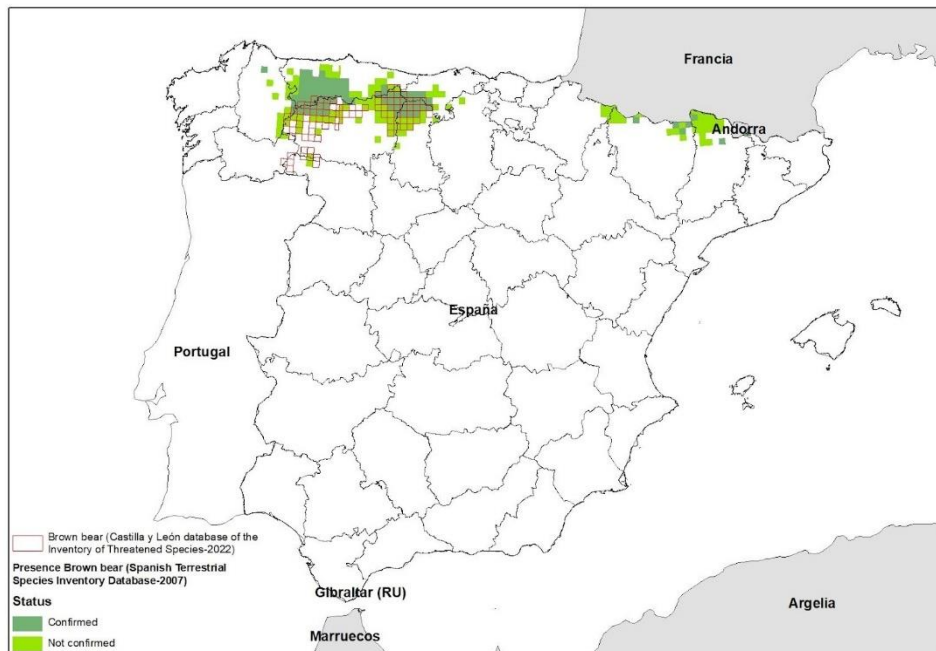 Francia
Andorra
España
Portugal
Brown bear (Castilla y León database of the
Inventory of Threatened Species-2022)
Presence Brown bear (Spanish Terrestrial
Species Inventory Database-2007)
Status
Confirmed
Not confirmed
Gibraltar (RU)
Marruecos
Argelia